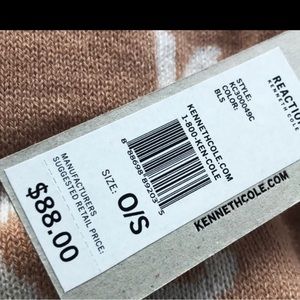 REACTION
KENNETH COLE
STYLE:
KC300049C
COLOR:
BLS
KENNETHCOLE.COM
1-800-KEN-COLE
SIZE:
O/S
MANUFACTURERS
SUGGESTED RETAIL PRICE:
$88.00
KENNETHCOLE.COM